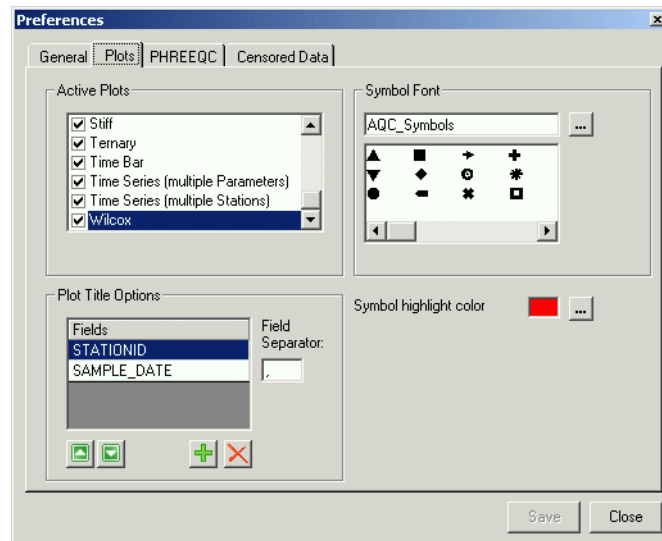 Preferences
General Plots PHREEQC Censored Data
Active Plots
Stiff
Ternary
Time Bar
Time Series (multiple Parameters)
Time Series (multiple Stations)
Wilcox
Symbol Font
AQC_Symbols
...
Plot Title Options
Fields
STATIONID
SAMPLE_DATE
Field
Separator:
,
Symbol highlight color
...
Save Close